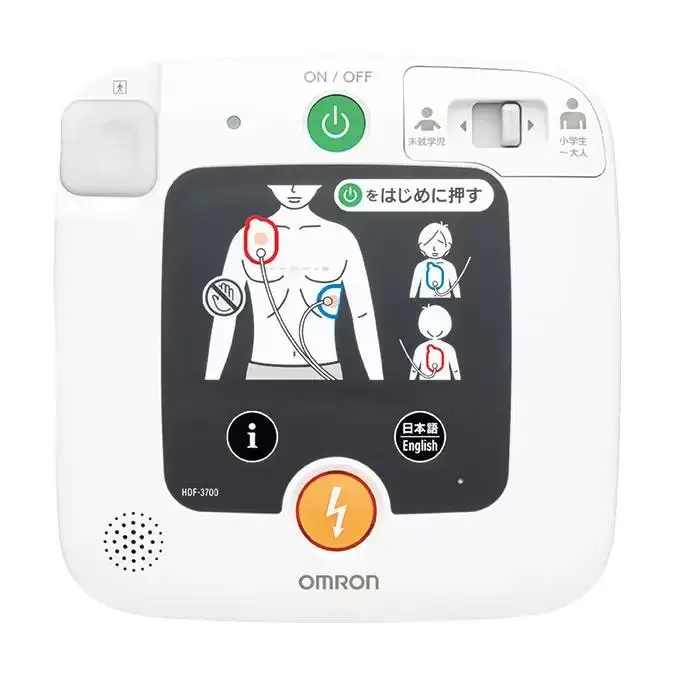 ON / OFF
未就学児
小学生
～大人
をはじめに押す
i
日本語
English
HDF-3700
OMRON